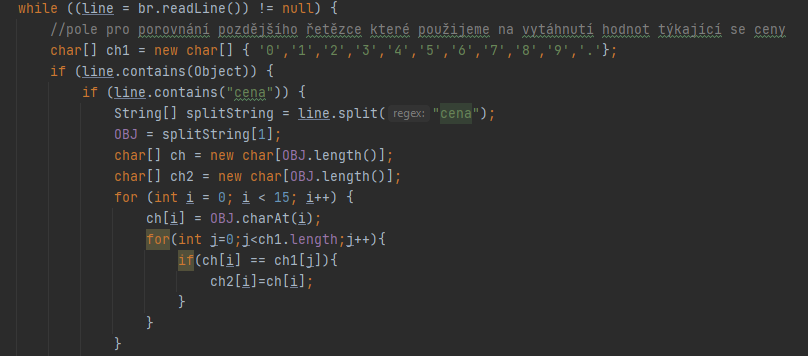 while ((line = br.readLine()) != null) {
//pole pro porovnání pozdějšího řetězce které použijeme na vytáhnutí hodnot týkající se ceny
char[] ch1 = new char[] { '0','1','2','3','4','5','6','7','8','9','.'};
if (line.contains(Object)) {
if (line.contains("cena")) {
String[] splitString = line.split( regex: "cena");
OBJ = splitString[1];
char[] ch = new char[OBJ.length()];
char[] ch2 = new char[OBJ.length()];
for (int i = 0; i < 15; i++) {
ch[i] = OBJ.charAt(i);
for(int j=0;j<ch1.length;j++){
if(ch[i] == ch1[j]){
ch2[i]=ch[i];
}
}
}